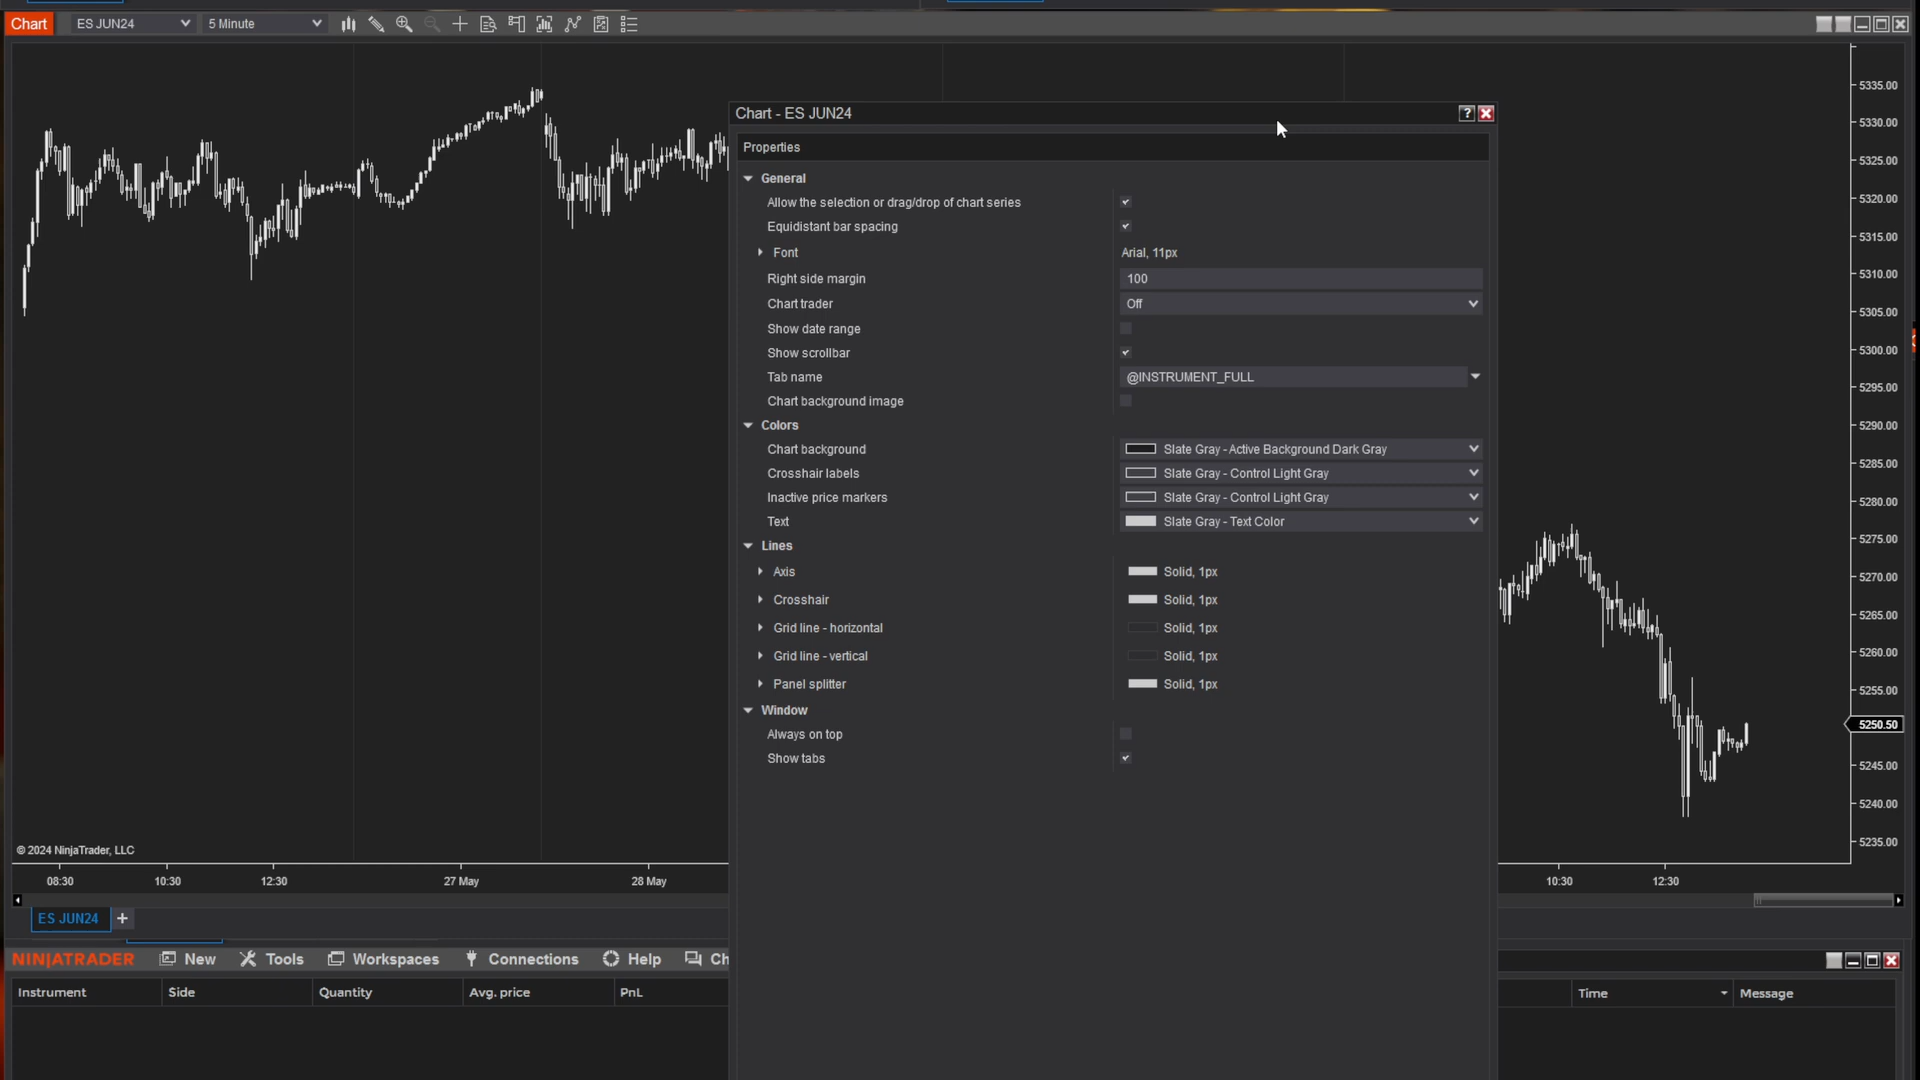 Chart ES JUN24 5 Minute
Chart - ES JUN24 ?
Properties
General
Allow the selection or drag/drop of chart series
Equidistant bar spacing
Font Arial, 11px
Right side margin 100
Chart trader Off
Show date range
Show scrollbar
Tab name @INSTRUMENT_FULL
Chart background image
Colors
Chart background Slate Gray - Active Background Dark Gray
Crosshair labels Slate Gray - Control Light Gray
Inactive price markers Slate Gray - Control Light Gray
Text Slate Gray - Text Color
Lines
Axis Solid, 1px
Crosshair Solid, 1px
Grid line - horizontal Solid, 1px
Grid line - vertical Solid, 1px
Panel splitter Solid, 1px
Window
Always on top
Show tabs
5335.00
5330.00
5325.00
5320.00
5315.00
5310.00
5305.00
5300.00
5295.00
5290.00
5285.00
5280.00
5275.00
5270.00
5265.00
5260.00
5255.00
5250.50
5245.00
5240.00
5235.00
© 2024 NinjaTrader, LLC
08:30 10:30 12:30 27 May 28 May 10:30 12:30
ES JUN24 +
NINJATRADER New Tools Workspaces Connections Help Ch
Instrument Side Quantity Avg. price PnL Time Message